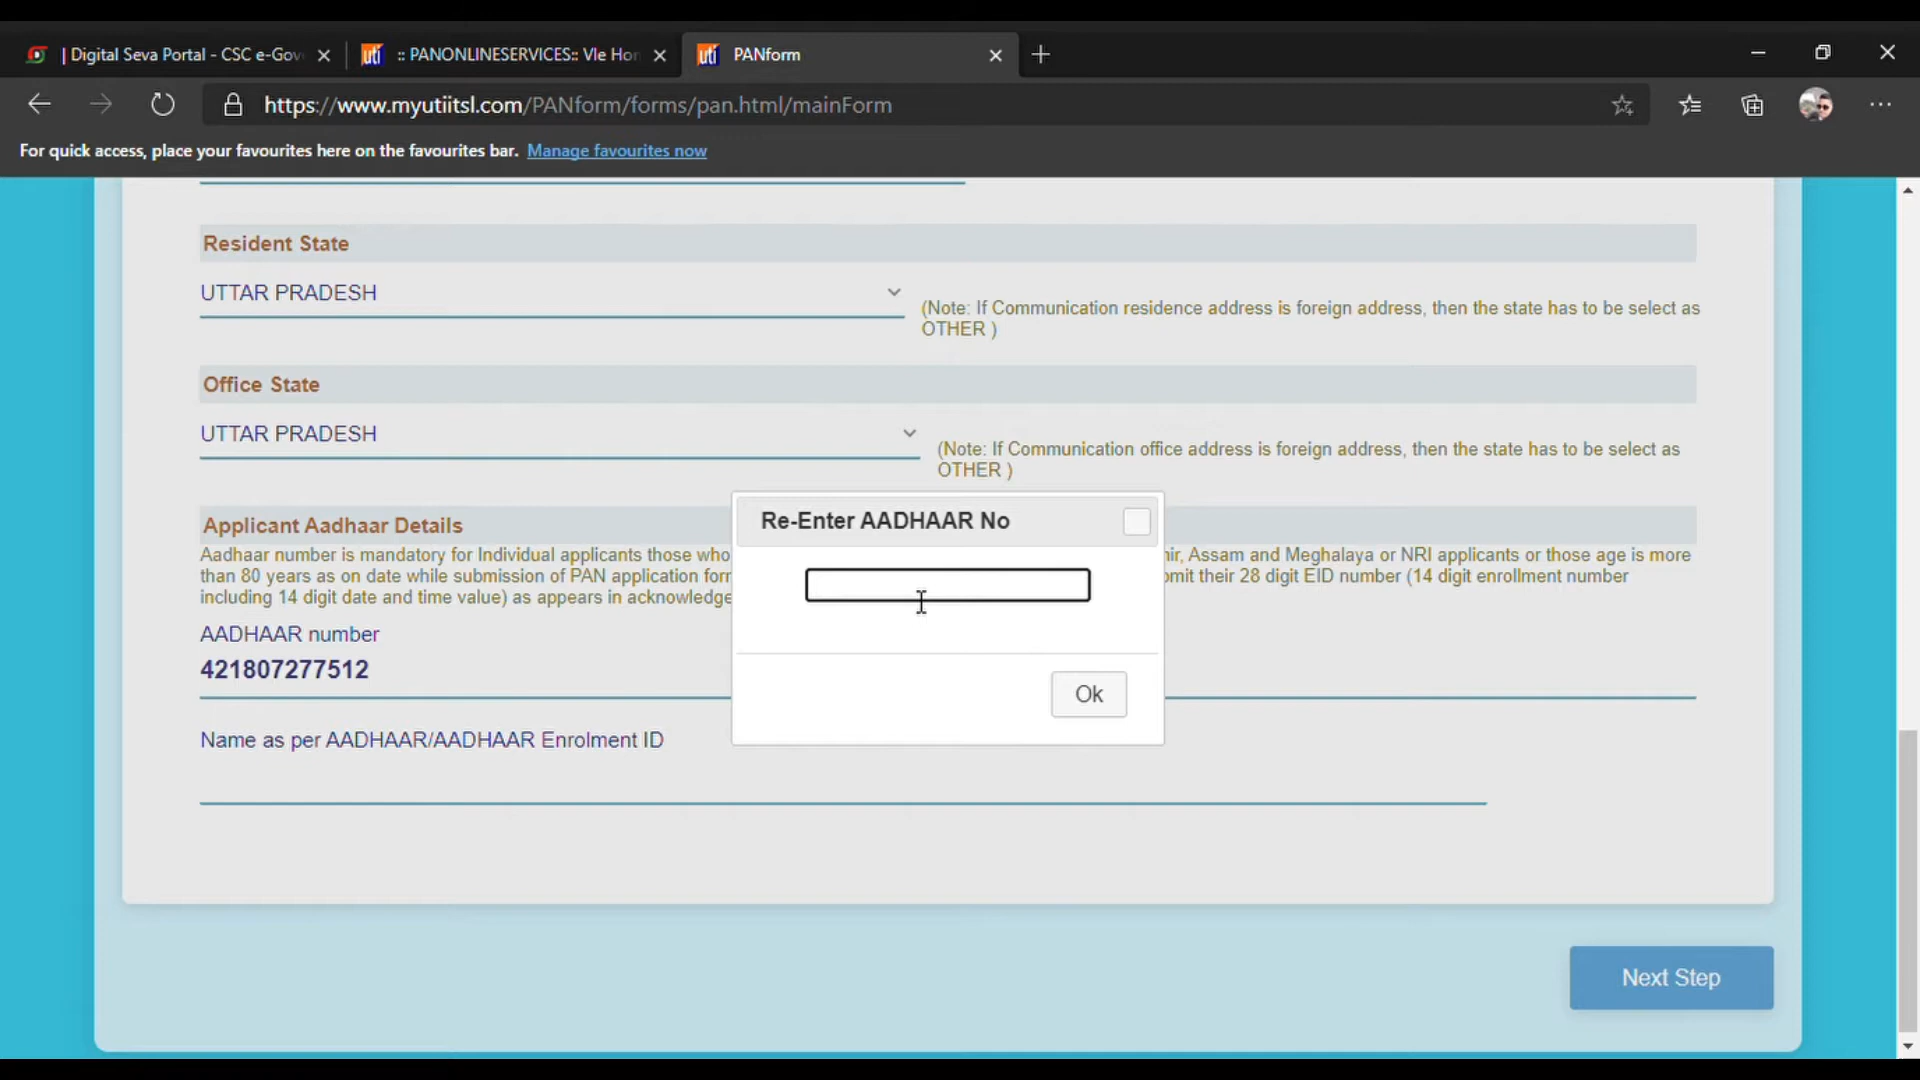 | Digital Seva Portal - CSC e-Gov
:: PANONLINESERVICES:: Vle Hon
PANform
https://www.myutiitsl.com/PANform/forms/pan.html/mainForm
For quick access, place your favourites here on the favourites bar. Manage favourites now
Resident State
UTTAR PRADESH
(Note: If Communication residence address is foreign address, then the state has to be select as
OTHER )
Office State
UTTAR PRADESH
(Note: If Communication office address is foreign address, then the state has to be select as
OTHER )
Re-Enter AADHAAR No
Applicant Aadhaar Details
Aadhaar number is mandatory for Individual applicants those who ir, Assam and Meghalaya or NRI applicants or those age is more
than 80 years as on date while submission of PAN application for mit their 28 digit EID number (14 digit enrollment number
including 14 digit date and time value) as appears in acknowledge
AADHAAR number
421807277512
Ok
Name as per AADHAAR/AADHAAR Enrolment ID
Next Step